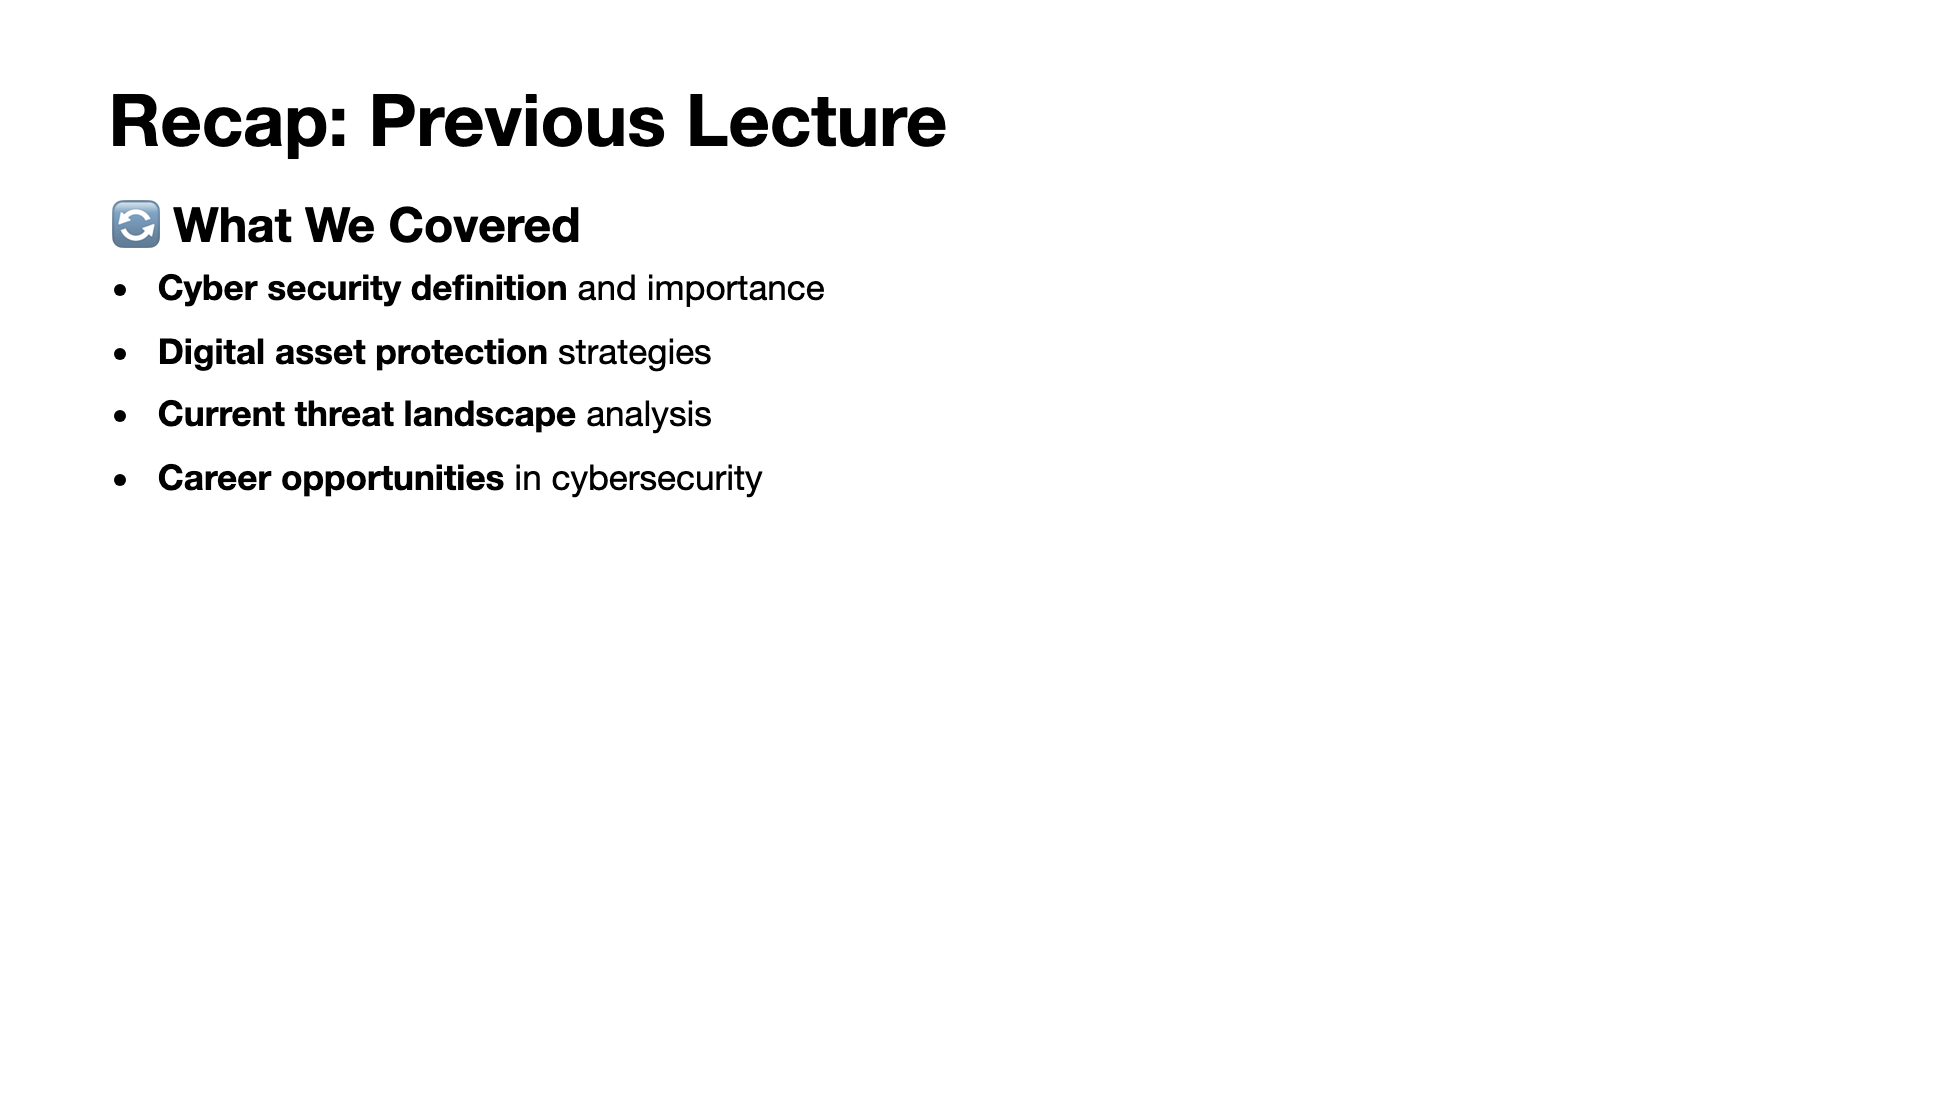 Recap: Previous Lecture
🔄 What We Covered
• Cyber security definition and importance
• Digital asset protection strategies
• Current threat landscape analysis
• Career opportunities in cybersecurity